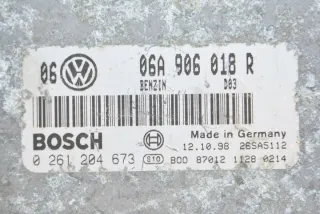 06 VW 06A 906 018 R
BENZIN D03
BOSCH Made in Germany
12.10.98 26SA5112
0 261 204 673 S10 B00 87012 1128 0214